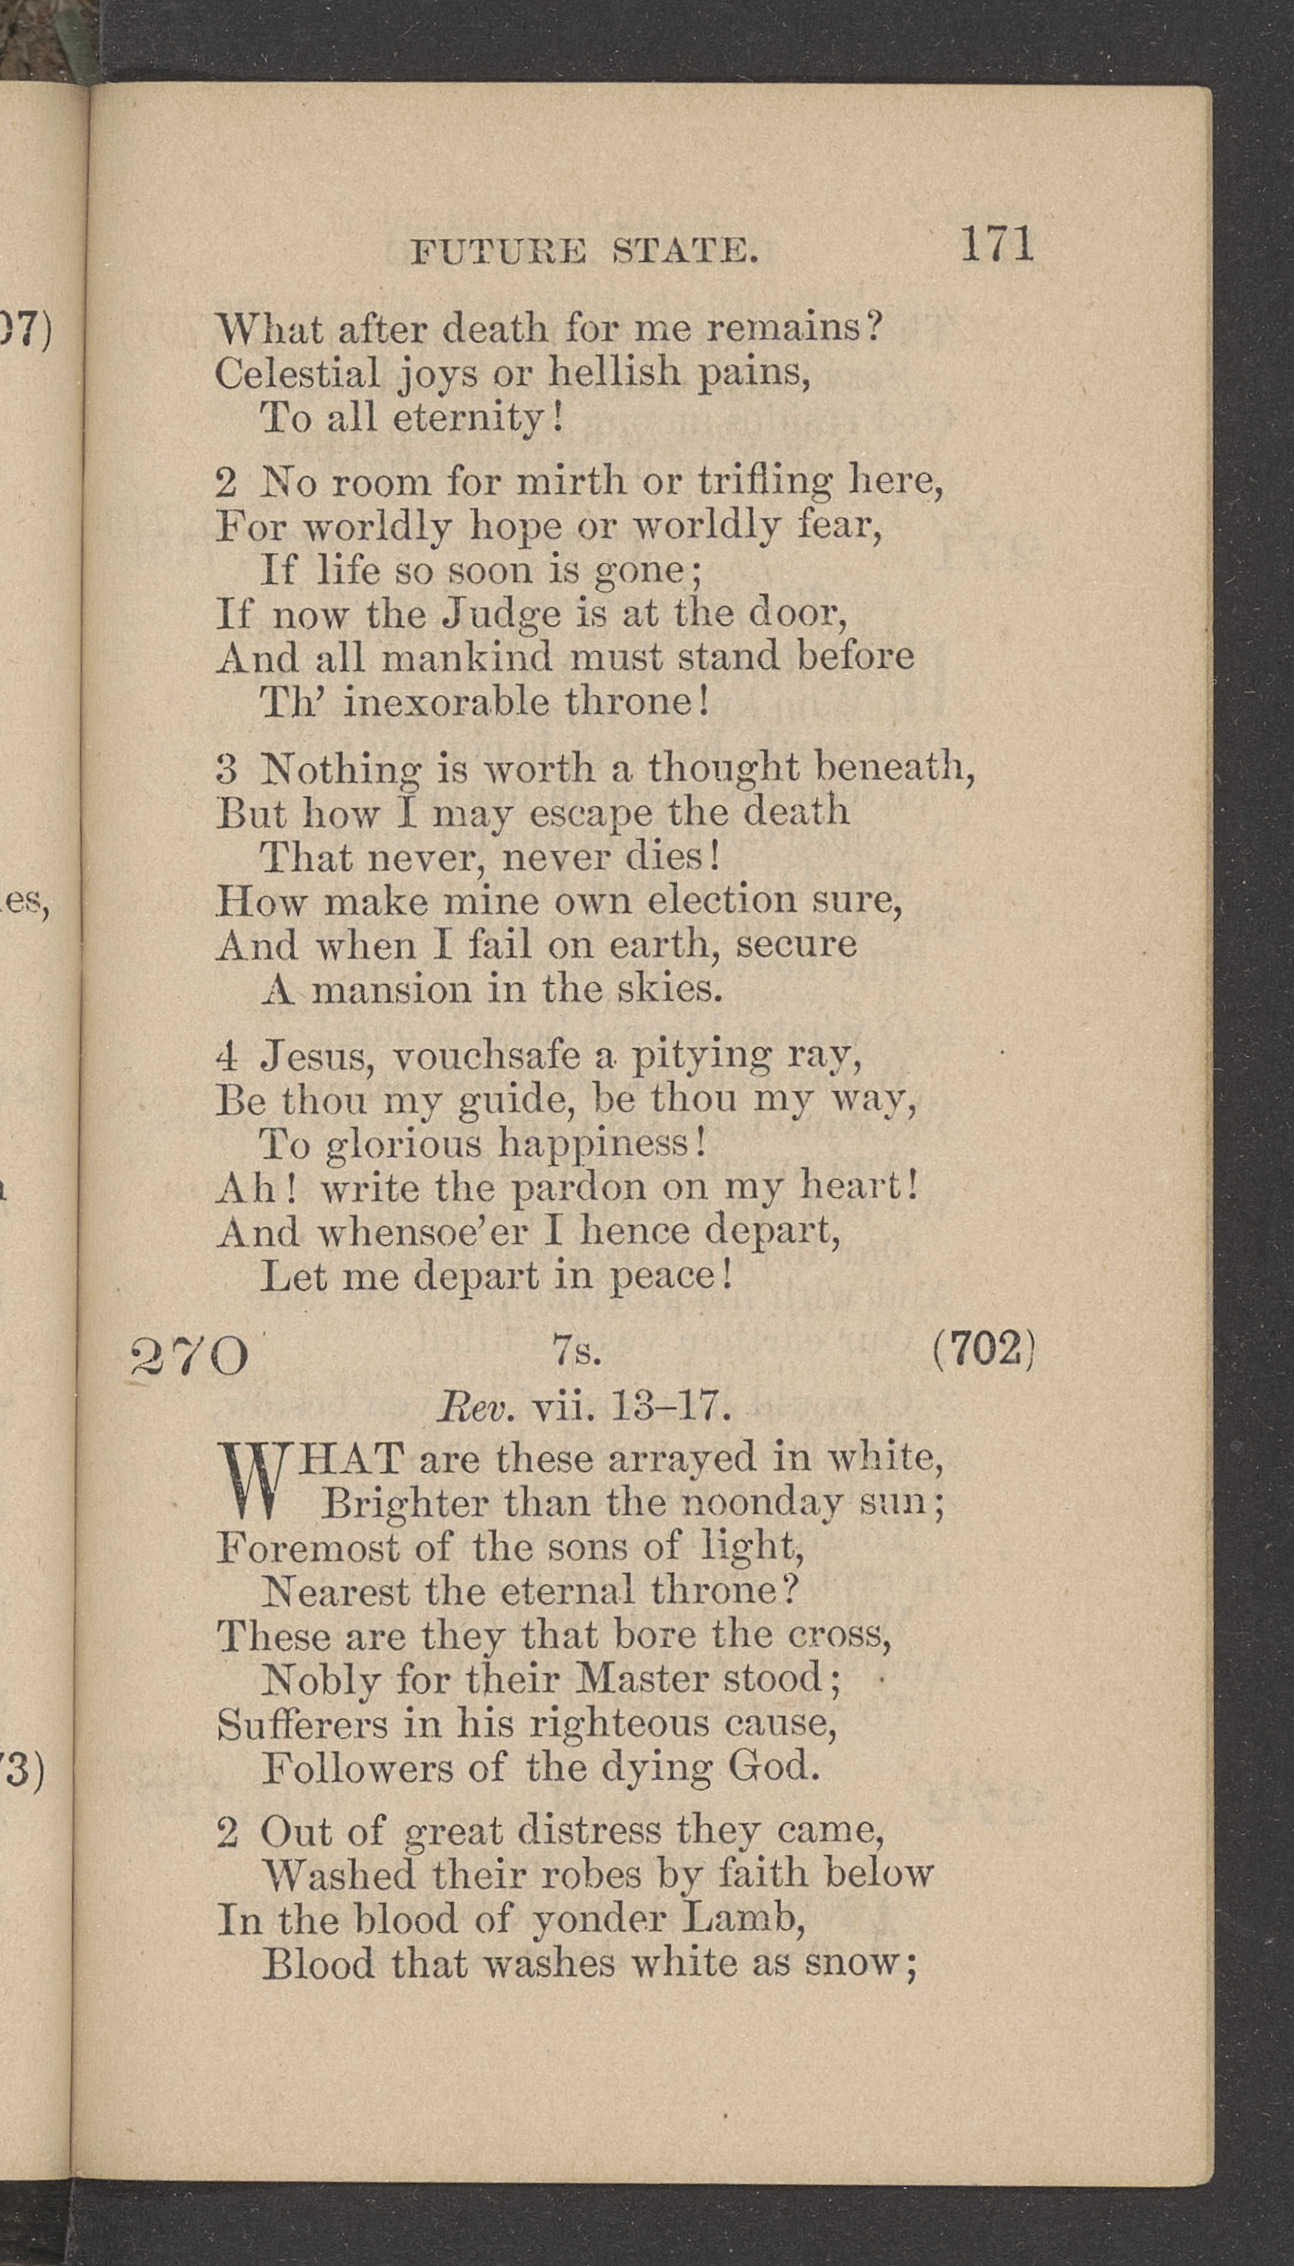 FUTURE STATE. 171
What after death for me remains?
Celestial joys or hellish pains,
To all eternity!
2 No room for mirth or trifling here,
For worldly hope or worldly fear,
If life so soon is gone;
If now the Judge is at the door,
And all mankind must stand before
Th' inexorable throne!
3 Nothing is worth a thought beneath,
But how I may escape the death
That never, never dies!
How make mine own election sure,
And when I fail on earth, secure
A mansion in the skies.
4 Jesus, vouchsafe a pitying ray,
Be thou my guide, be thou my way,
To glorious happiness!
Ah! write the pardon on my heart!
And whensoe'er I hence depart,
Let me depart in peace!
270 7s. (702)
Rev. vii. 13–17.
WHAT are these arrayed in white,
Brighter than the noonday sun;
Foremost of the sons of light,
Nearest the eternal throne?
These are they that bore the cross,
Nobly for their Master stood;
Sufferers in his righteous cause,
Followers of the dying God.
2 Out of great distress they came,
Washed their robes by faith below
In the blood of yonder Lamb,
Blood that washes white as snow;